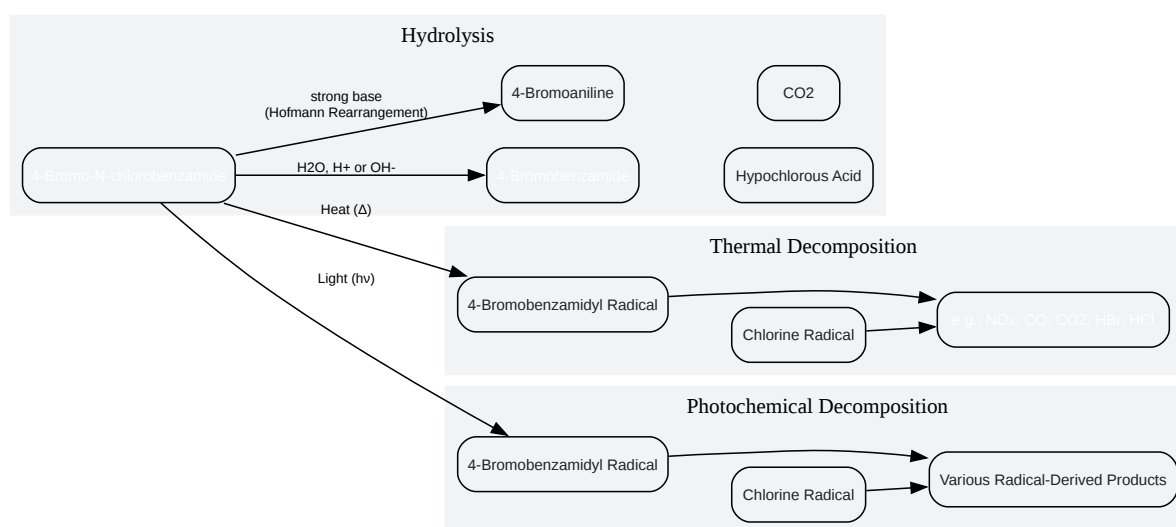 Hydrolysis
strong base
(Hofmann Rearrangement)
4-Bromoaniline
CO2
4-Bromo-N-chlorobenzamide
H2O, H+ or OH-
4-Bromobenzamide
Hypochlorous Acid
Heat (Δ)
Thermal Decomposition
Light (hν)
4-Bromobenzamidyl Radical
e.g., NOx, CO, CO2, HBr, HCl
Chlorine Radical
Photochemical Decomposition
4-Bromobenzamidyl Radical
Various Radical-Derived Products
Chlorine Radical